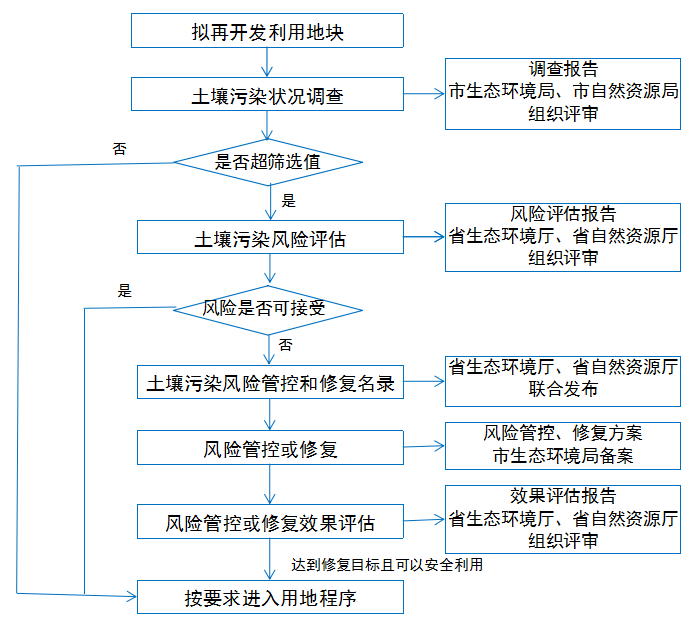 拟再开发利用地块
土壤污染状况调查
调查报告
市生态环境局、市自然资源局
组织评审
否
是否超筛选值
是
土壤污染风险评估
风险评估报告
省生态环境厅、省自然资源厅
组织评审
是
风险是否可接受
否
土壤污染风险管控和修复名录
省生态环境厅、省自然资源厅
联合发布
风险管控或修复
风险管控、修复方案
市生态环境局备案
风险管控或修复效果评估
效果评估报告
省生态环境厅、省自然资源厅
组织评审
达到修复目标且可以安全利用
按要求进入用地程序